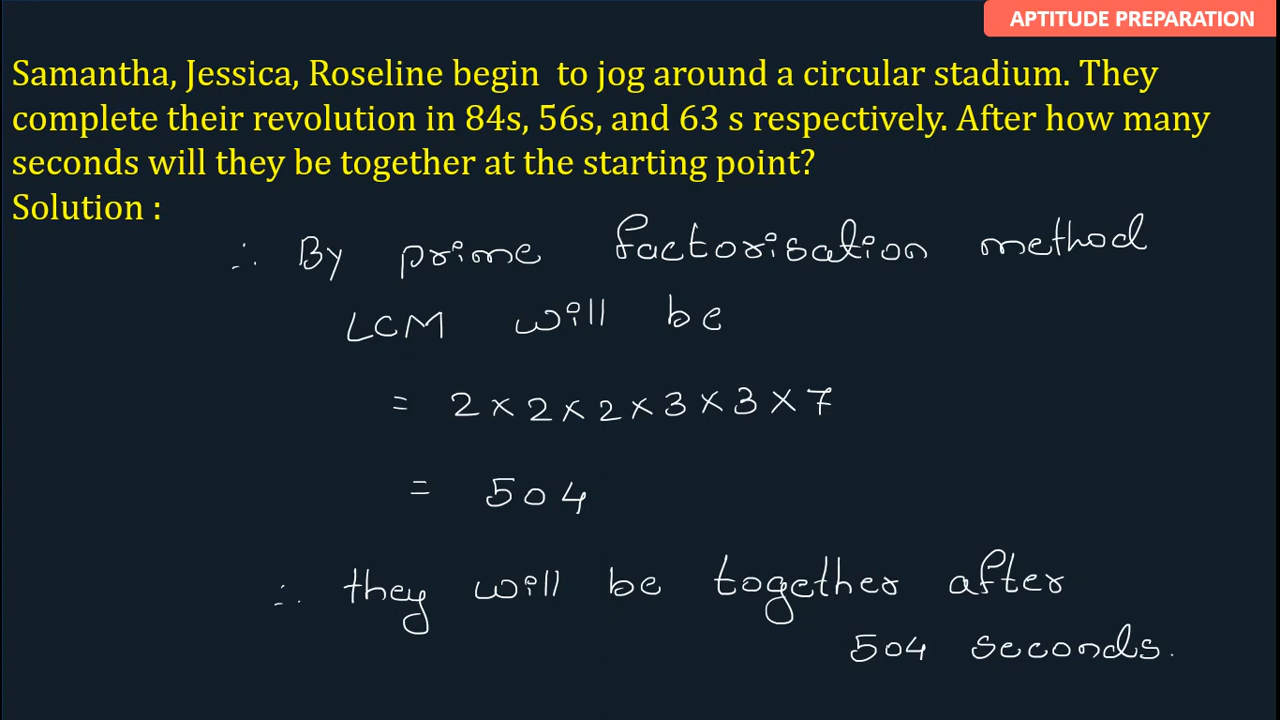 APTITUDE PREPARATION
Samantha, Jessica, Roseline begin to jog around a circular stadium. They
complete their revolution in 84s, 56s, and 63 s respectively. After how many
seconds will they be together at the starting point?
Solution :
∴ By prime factorisation method
LCM will be
= 2 × 2 × 2 × 3 × 3 × 7
= 504
∴ they will be together after
504 seconds.